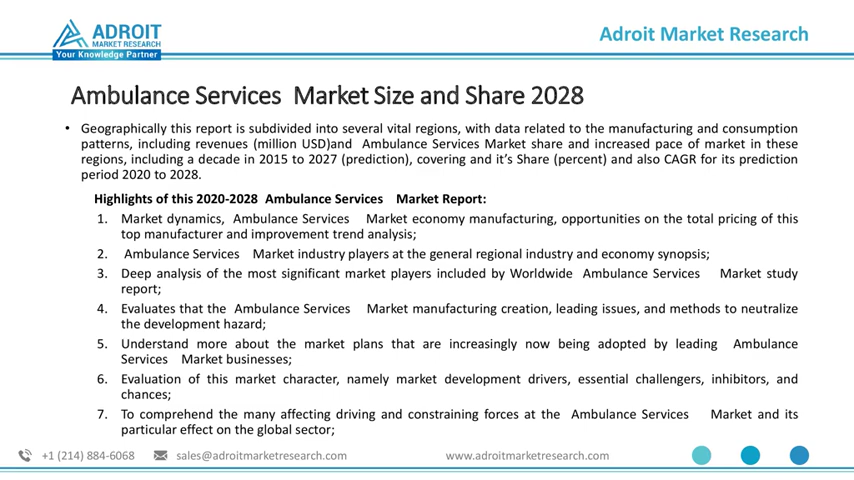 ADROIT
MARKET RESEARCH
Your Knowledge Partner
Adroit Market Research
Ambulance Services Market Size and Share 2028
• Geographically this report is subdivided into several vital regions, with data related to the manufacturing and consumption
patterns, including revenues (million USD)and Ambulance Services Market share and increased pace of market in these
regions, including a decade in 2015 to 2027 (prediction), covering and it's Share (percent) and also CAGR for its prediction
period 2020 to 2028.
Highlights of this 2020-2028 Ambulance Services Market Report:
1. Market dynamics, Ambulance Services Market economy manufacturing, opportunities on the total pricing of this
top manufacturer and improvement trend analysis;
2. Ambulance Services Market industry players at the general regional industry and economy synopsis;
3. Deep analysis of the most significant market players included by Worldwide Ambulance Services Market study
report;
4. Evaluates that the Ambulance Services Market manufacturing creation, leading issues, and methods to neutralize
the development hazard;
5. Understand more about the market plans that are increasingly now being adopted by leading Ambulance
Services Market businesses;
6. Evaluation of this market character, namely market development drivers, essential challengers, inhibitors, and
chances;
7. To comprehend the many affecting driving and constraining forces at the Ambulance Services Market and its
particular effect on the global sector;
+1 (214) 884-6068 sales@adroitmarketresearch.com www.adroitmarketresearch.com